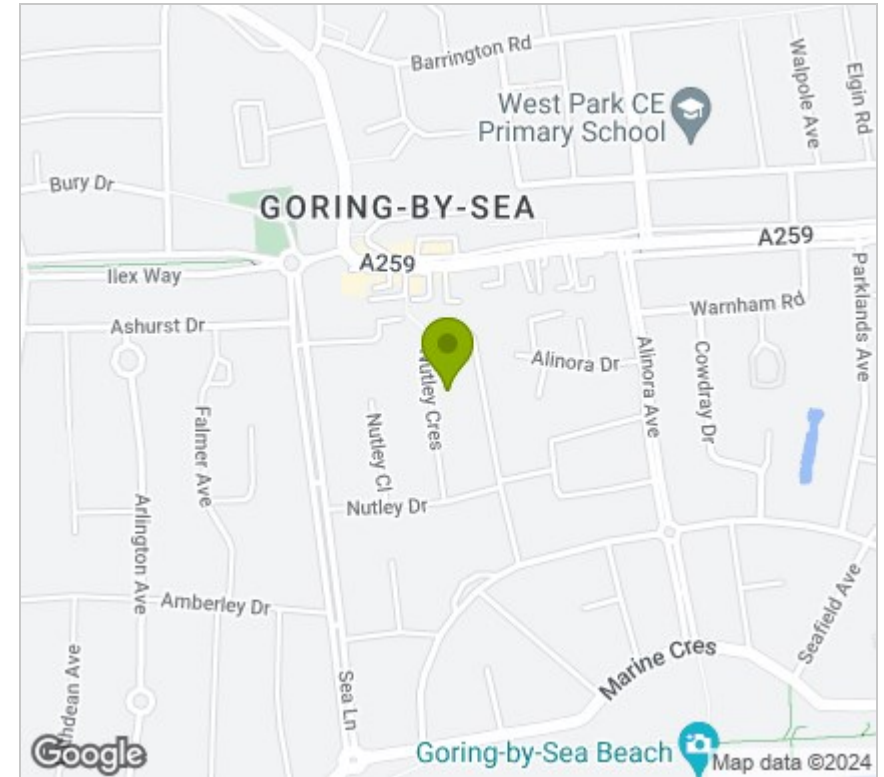 Barrington Rd
Walpole Ave
Elgin Rd
West Park CE
Primary School
Bury Dr
GORING-BY-SEA
A259
A259
Ilex Way
Parklands Ave
Warnham Rd
Ashurst Dr
Alinora Dr
Alinora Ave
Cowdray Dr
Nutley Cres
Falmer Ave
Nutley Cl
Nutley Dr
Arlington Ave
Amberley Dr
Seafield Ave
Marine Cres
Sea Ln
Goring-by-Sea Beach
Google
Map data ©2024